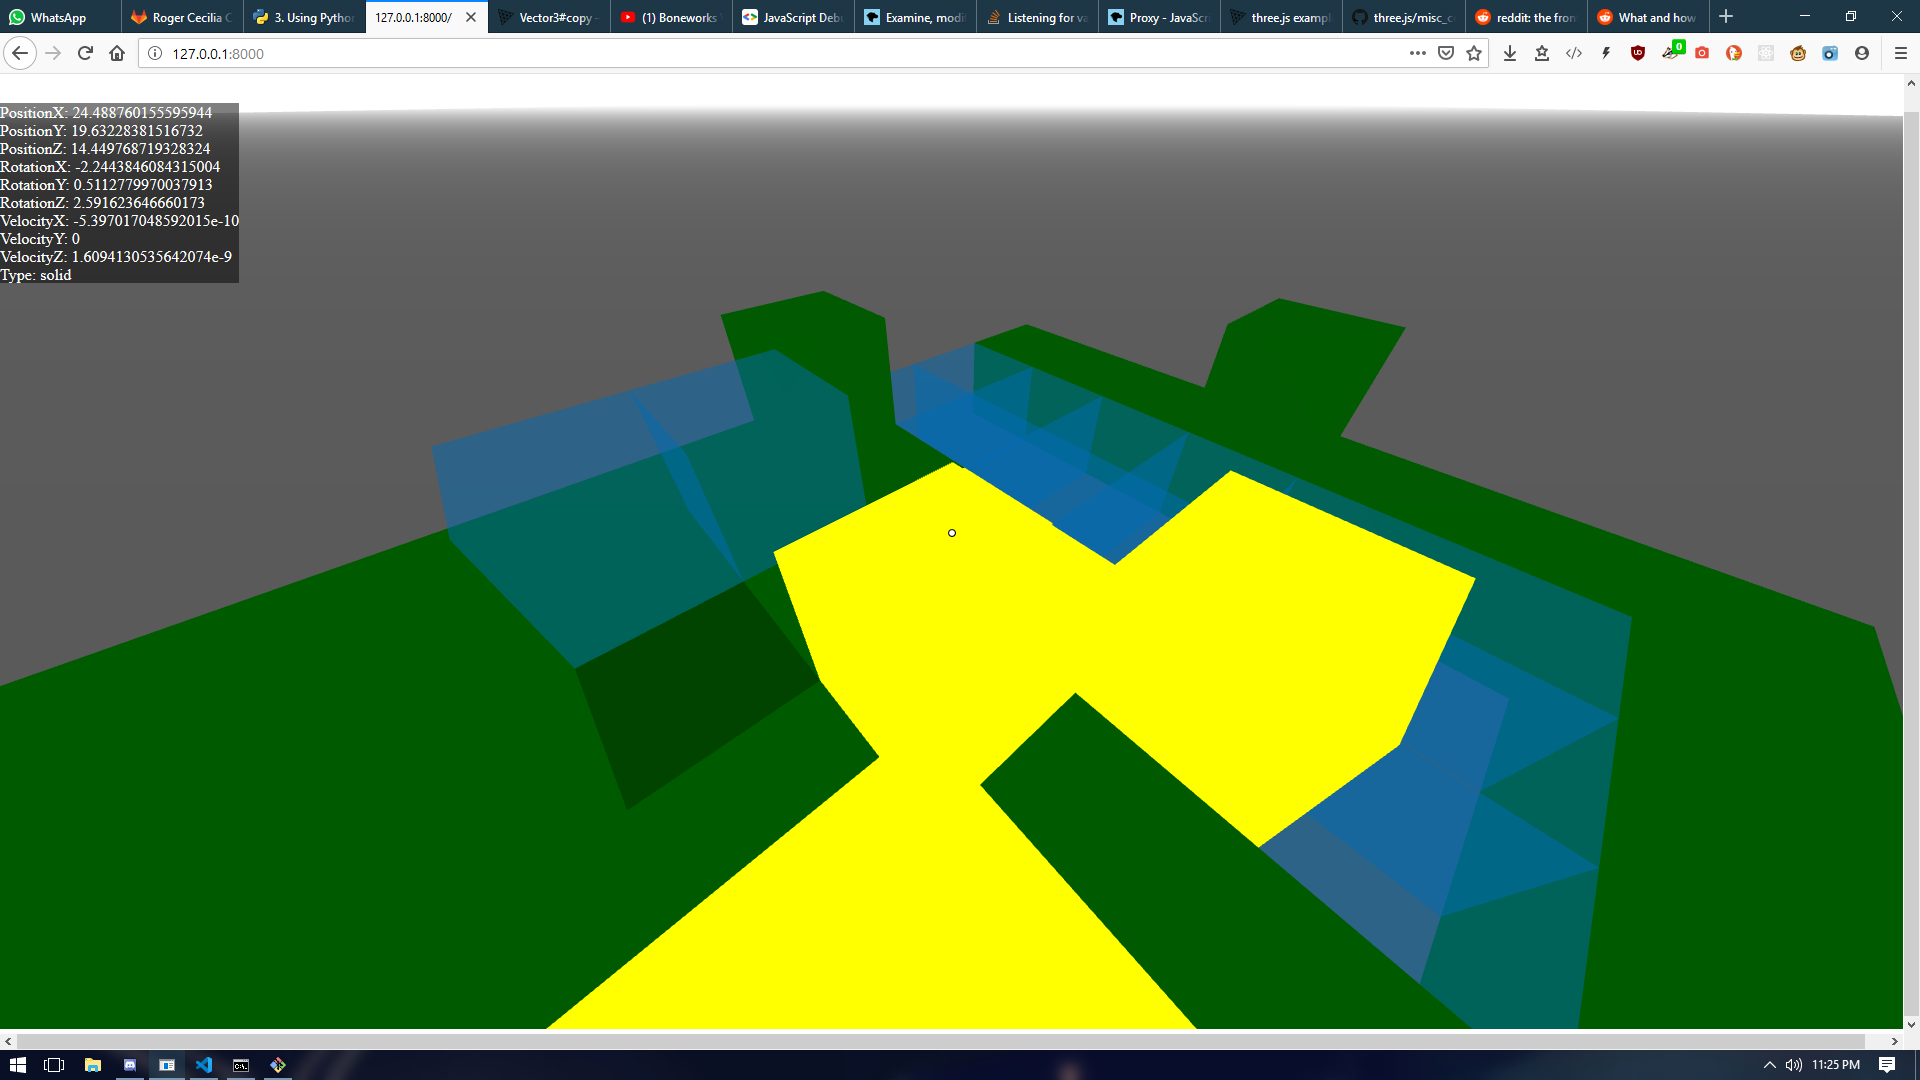 WhatsApp
Roger Cecilia C
3. Using Pytho
127.0.0.1:8000/
Vector3#copy –
(1) Boneworks
JavaScript Deb
Examine, modi
Listening for va
Proxy - JavaScr
three.js exampl
three.js/misc_c
reddit: the fron
What and how
127.0.0.1:8000
0
PositionX: 24.488760155595944
PositionY: 19.63228381516732
PositionZ: 14.449768719328324
RotationX: -2.2443846084315004
RotationY: 0.5112779970037913
RotationZ: 2.591623646660173
VelocityX: -5.397017048592015e-10
VelocityY: 0
VelocityZ: 1.6094130535642074e-9
Type: solid
11:25 PM